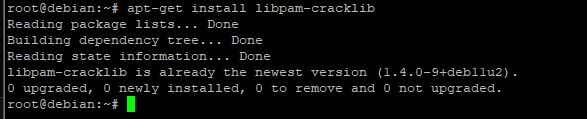 root@debian:~# apt-get install libpam-cracklib
Reading package lists... Done
Building dependency tree... Done
Reading state information... Done
libpam-cracklib is already the newest version (1.4.0-9+deb11u2).
0 upgraded, 0 newly installed, 0 to remove and 0 not upgraded.
root@debian:~#